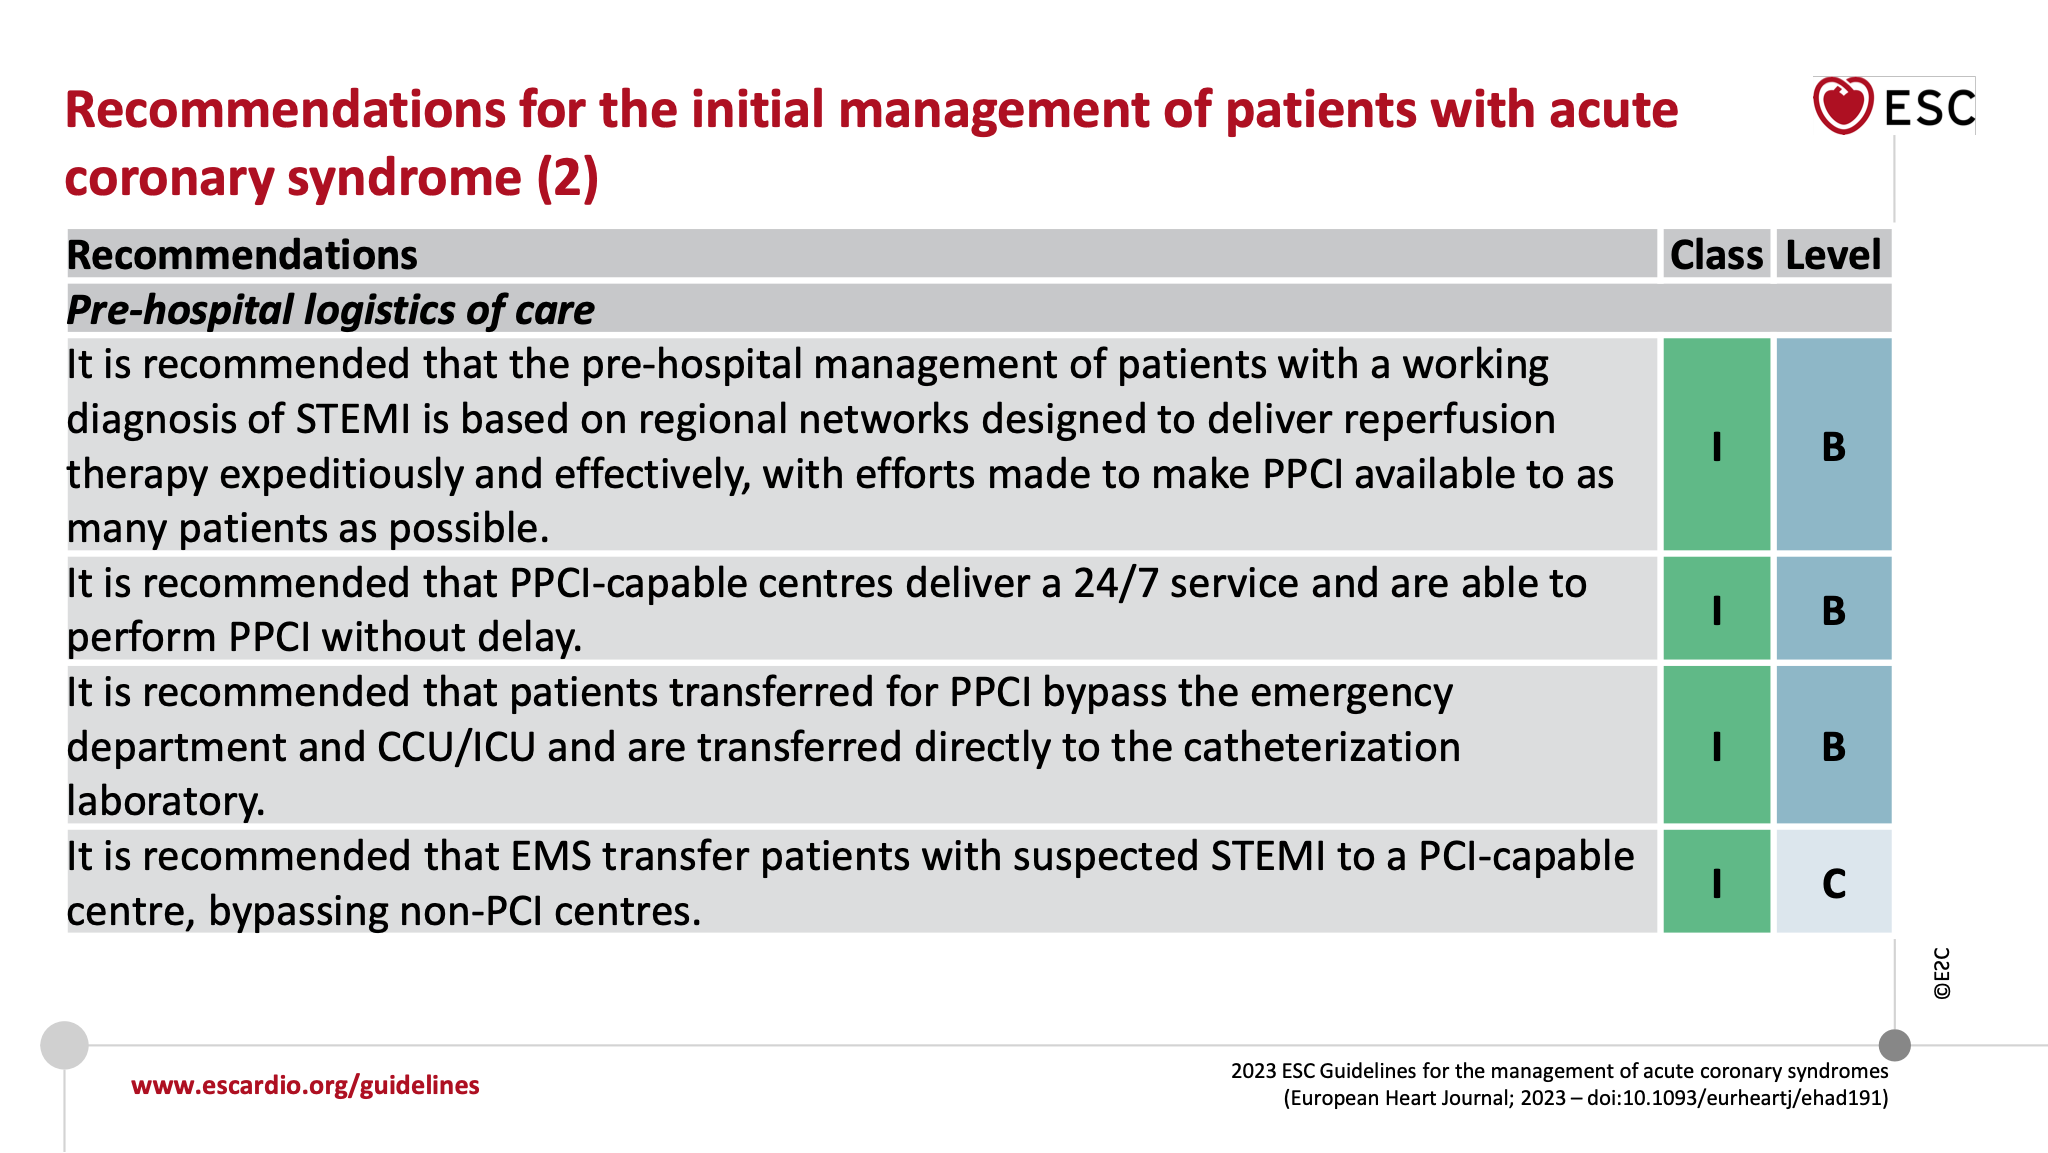 Recommendations for the initial management of patients with acute
coronary syndrome (2)
ESC
Recommendations Class Level
Pre-hospital logistics of care
It is recommended that the pre-hospital management of patients with a working
diagnosis of STEMI is based on regional networks designed to deliver reperfusion
therapy expeditiously and effectively, with efforts made to make PPCI available to as
many patients as possible.
I B
It is recommended that PPCI-capable centres deliver a 24/7 service and are able to
perform PPCI without delay.
I B
It is recommended that patients transferred for PPCI bypass the emergency
department and CCU/ICU and are transferred directly to the catheterization
laboratory.
I B
It is recommended that EMS transfer patients with suspected STEMI to a PCI-capable
centre, bypassing non-PCI centres.
I C
©ESC
www.escardio.org/guidelines
2023 ESC Guidelines for the management of acute coronary syndromes
(European Heart Journal; 2023 – doi:10.1093/eurheartj/ehad191)